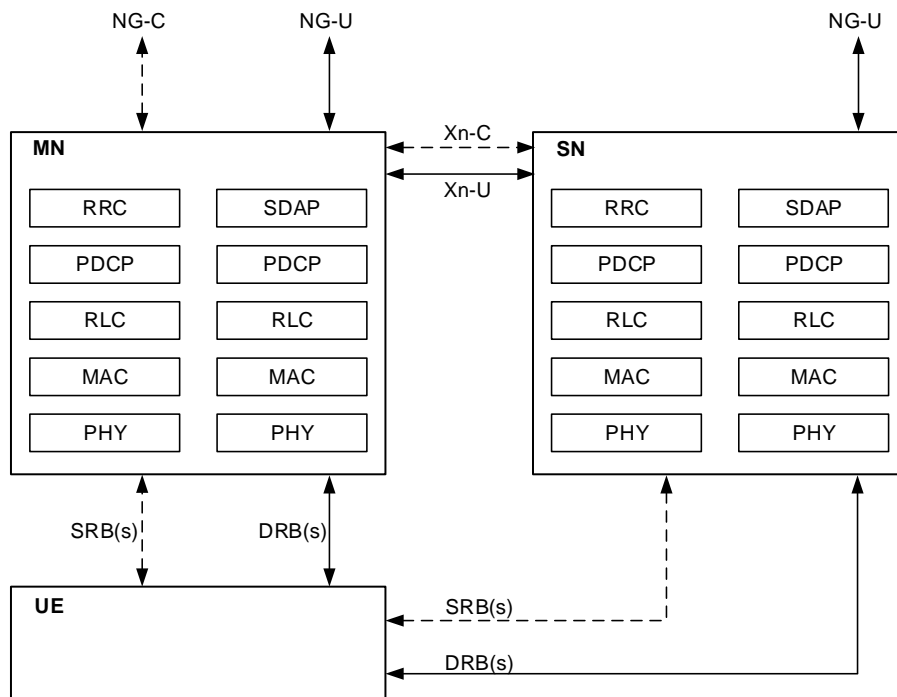 NG-C NG-U NG-U
MN Xn-C SN
Xn-U
RRC SDAP RRC SDAP
PDCP PDCP PDCP PDCP
RLC RLC RLC RLC
MAC MAC MAC MAC
PHY PHY PHY PHY
SRB(s) DRB(s)
UE SRB(s)
DRB(s)